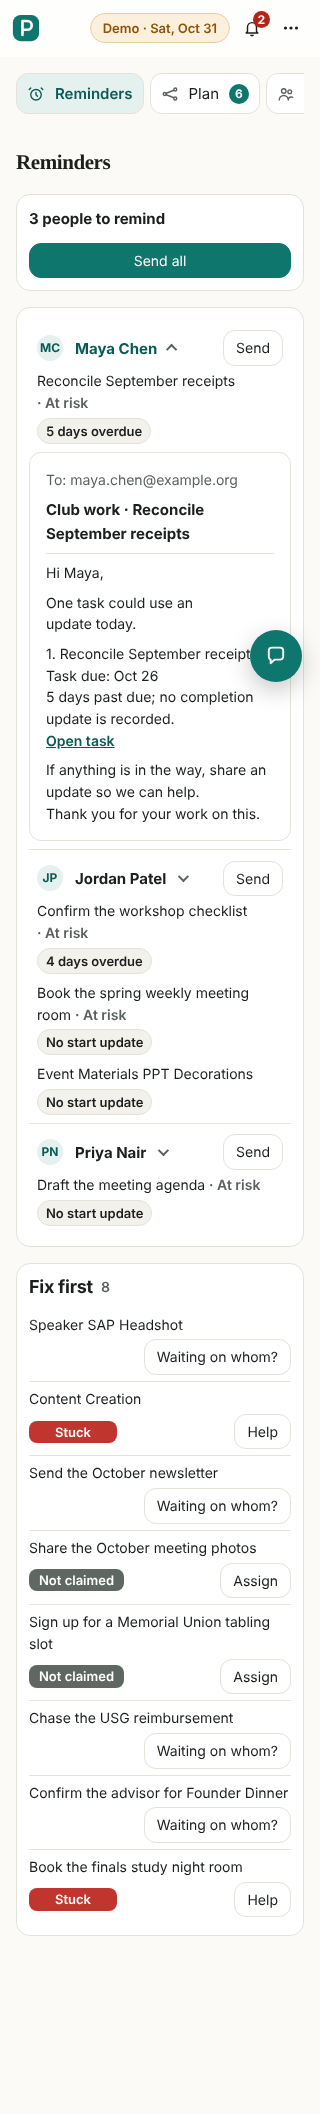 P
Demo · Sat, Oct 31
2
Reminders
Plan 6
Reminders
3 people to remind
Send all
MC Maya Chen Send
Reconcile September receipts
· At risk
5 days overdue
To: maya.chen@example.org
Club work · Reconcile
September receipts
Hi Maya,
One task could use an
update today.
1. Reconcile September receipt
Task due: Oct 26
5 days past due; no completion
update is recorded.
Open task
If anything is in the way, share an
update so we can help.
Thank you for your work on this.
JP Jordan Patel Send
Confirm the workshop checklist
· At risk
4 days overdue
Book the spring weekly meeting
room · At risk
No start update
Event Materials PPT Decorations
No start update
PN Priya Nair Send
Draft the meeting agenda · At risk
No start update
Fix first 8
Speaker SAP Headshot
Waiting on whom?
Content Creation
Stuck Help
Send the October newsletter
Waiting on whom?
Share the October meeting photos
Not claimed Assign
Sign up for a Memorial Union tabling
slot
Not claimed Assign
Chase the USG reimbursement
Waiting on whom?
Confirm the advisor for Founder Dinner
Waiting on whom?
Book the finals study night room
Stuck Help